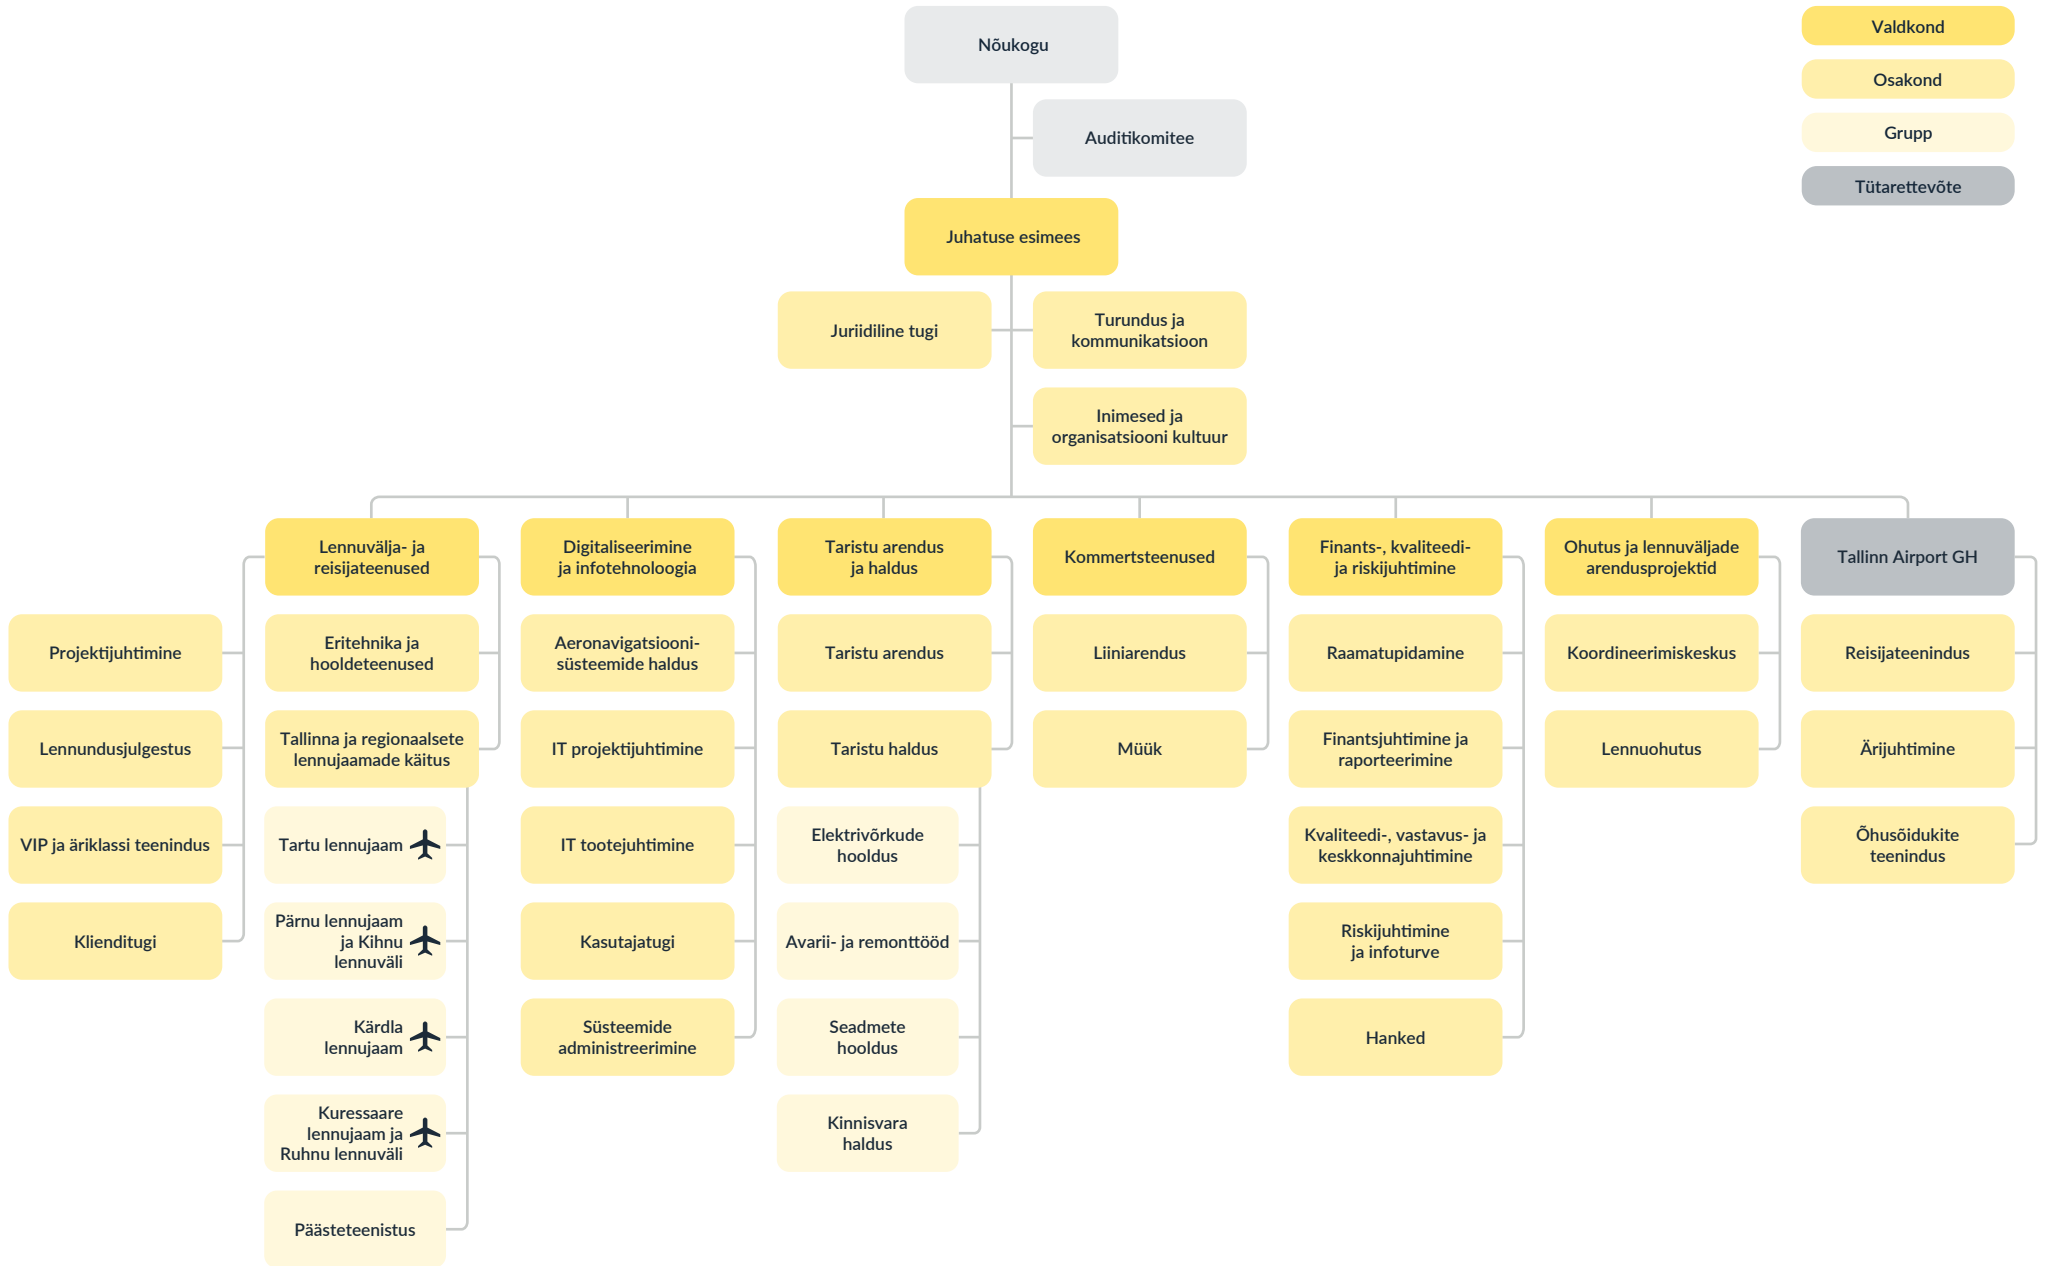 Nõukogu
Auditikomitee
Juhatuse esimees
Juriidiline tugi
Turundus ja
kommunikatsioon
Inimesed ja
organisatsiooni kultuur
Valdkond
Osakond
Grupp
Tütarettevõte
Lennuvälja- ja
reisijateenused
Projektijuhtimine
Lennundusjulgestus
VIP ja äriklassi teenindus
Klienditugi
Eritehnika ja
hooldeteenused
Tallinna ja regionaalsete
lennujaamade käitus
Tartu lennujaam
Pärnu lennujaam
ja Kihnu
lennuväli
Kärdla
lennujaam
Kuressaare
lennujaam ja
Ruhnu lennuväli
Päästeteenistus
Digitaliseerimine
ja infotehnoloogia
Aeronavigatsiooni-
süsteemide haldus
IT projektijuhtimine
IT tootejuhtimine
Kasutajatugi
Süsteemide
administreerimine
Taristu arendus
ja haldus
Taristu arendus
Taristu haldus
Elektrivõrkude
hooldus
Avarii- ja remonttööd
Seadmete
hooldus
Kinnisvara
haldus
Kommertsteenused
Liiniarendus
Müük
Finants-, kvaliteedi-
ja riskijuhtimine
Raamatupidamine
Finantsjuhtimine ja
raporteerimine
Kvaliteedi-, vastavus- ja
keskkonnajuhtimine
Riskijuhtimine
ja infoturve
Hanked
Ohutus ja lennuväljade
arendusprojektid
Koordineerimiskeskus
Lennuohutus
Tallinn Airport GH
Reisijateenindus
Ärijuhtimine
Õhusõidukite
teenindus